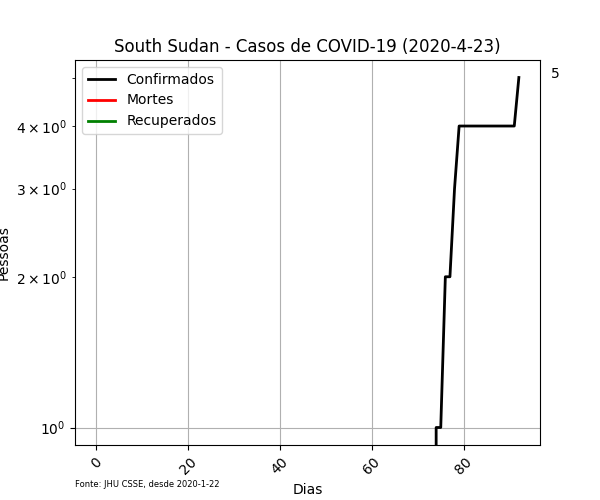 South Sudan - Casos de COVID-19 (2020-4-23)
Confirmados
Mortes
Recuperados
5
4 × 10⁰
3 × 10⁰
2 × 10⁰
10⁰
Pessoas
0
20
40
60
80
Dias
Fonte: JHU CSSE, desde 2020-1-22